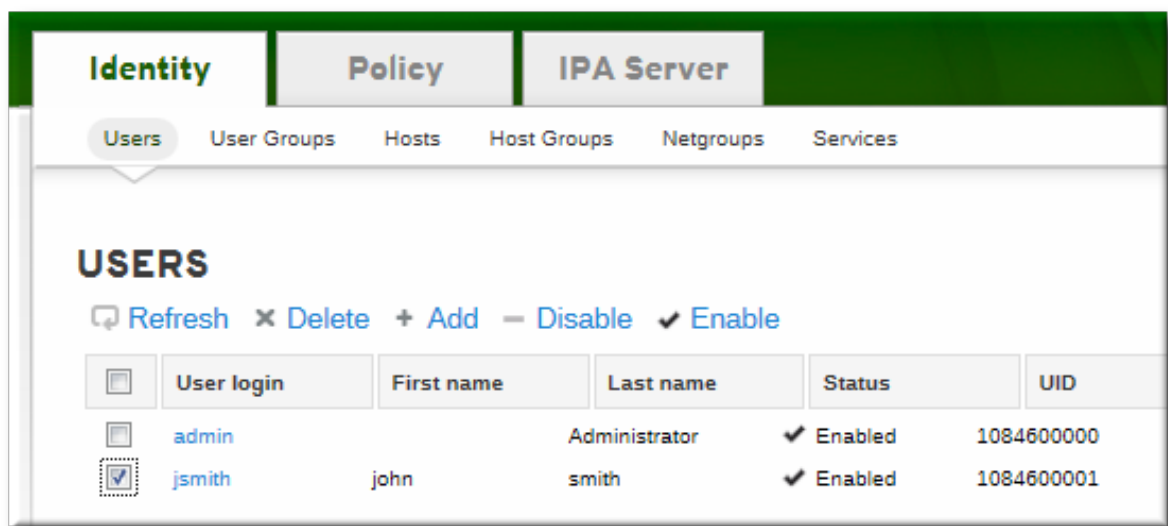 Identity Policy IPA Server
Users User Groups Hosts Host Groups Netgroups Services
USERS
Refresh Delete Add Disable Enable
User login First name Last name Status UID
admin Administrator Enabled 1084600000
jsmith john smith Enabled 1084600001